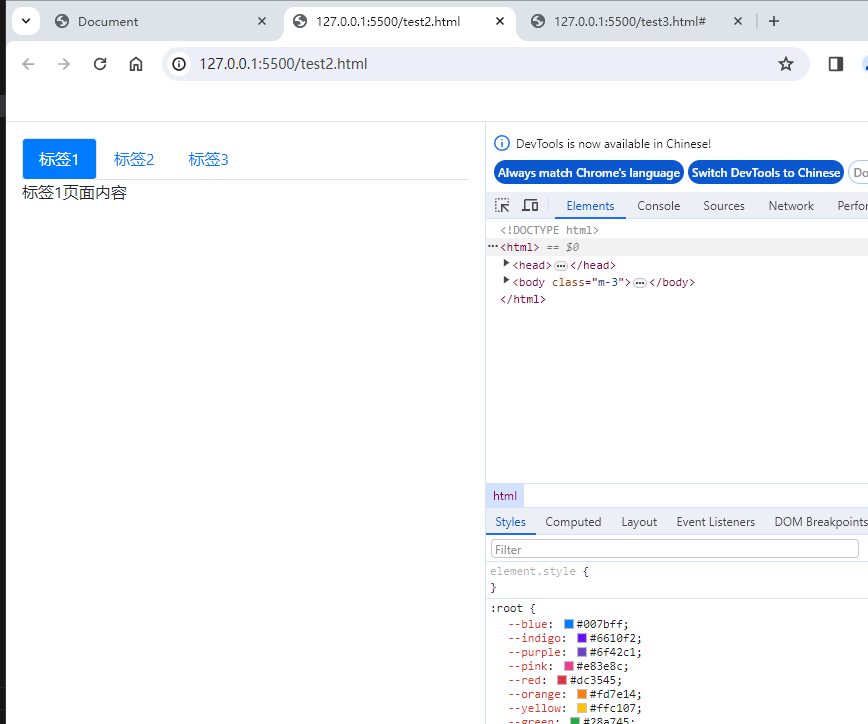 Document
127.0.0.1:5500/test2.html
127.0.0.1:5500/test3.html#
127.0.0.1:5500/test2.html
标签1 标签2 标签3
标签1页面内容
DevTools is now available in Chinese!
Always match Chrome's language Switch DevTools to Chinese Do
Elements Console Sources Network Perfor
<!DOCTYPE html>
<html> == $0
<head> … </head>
<body class="m-3"> … </body>
</html>
html
Styles Computed Layout Event Listeners DOM Breakpoints
Filter
element.style {
}
:root {
--blue: #007bff;
--indigo: #6610f2;
--purple: #6f42c1;
--pink: #e83e8c;
--red: #dc3545;
--orange: #fd7e14;
--yellow: #ffc107;
--green: #28a745;